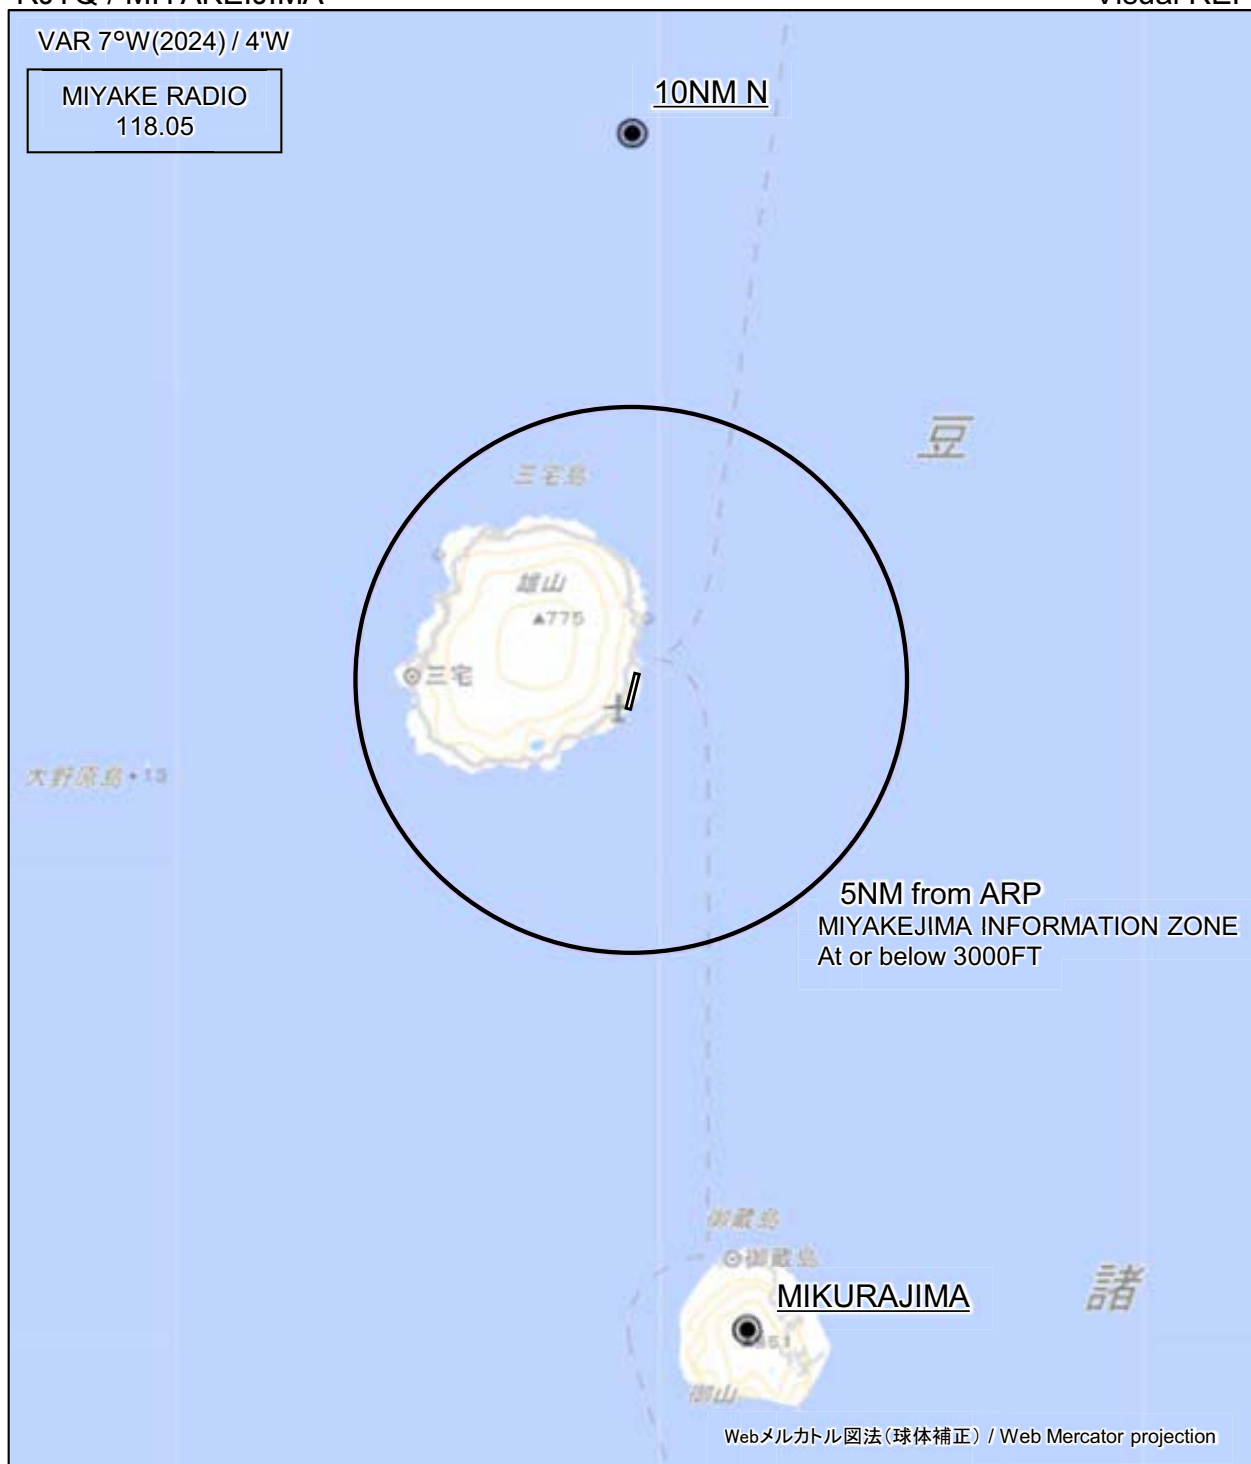 VAR 7°W(2024) / 4'W
MIYAKE RADIO
118.05
10NM N
豆
三宅島
雄山
▲775
三宅
大野原島・13
5NM from ARP
MIYAKEJIMA INFORMATION ZONE
At or below 3000FT
御蔵島
御蔵島
諸
MIKURAJIMA
御山
Webメルカトル図法(球体補正) / Web Mercator projection